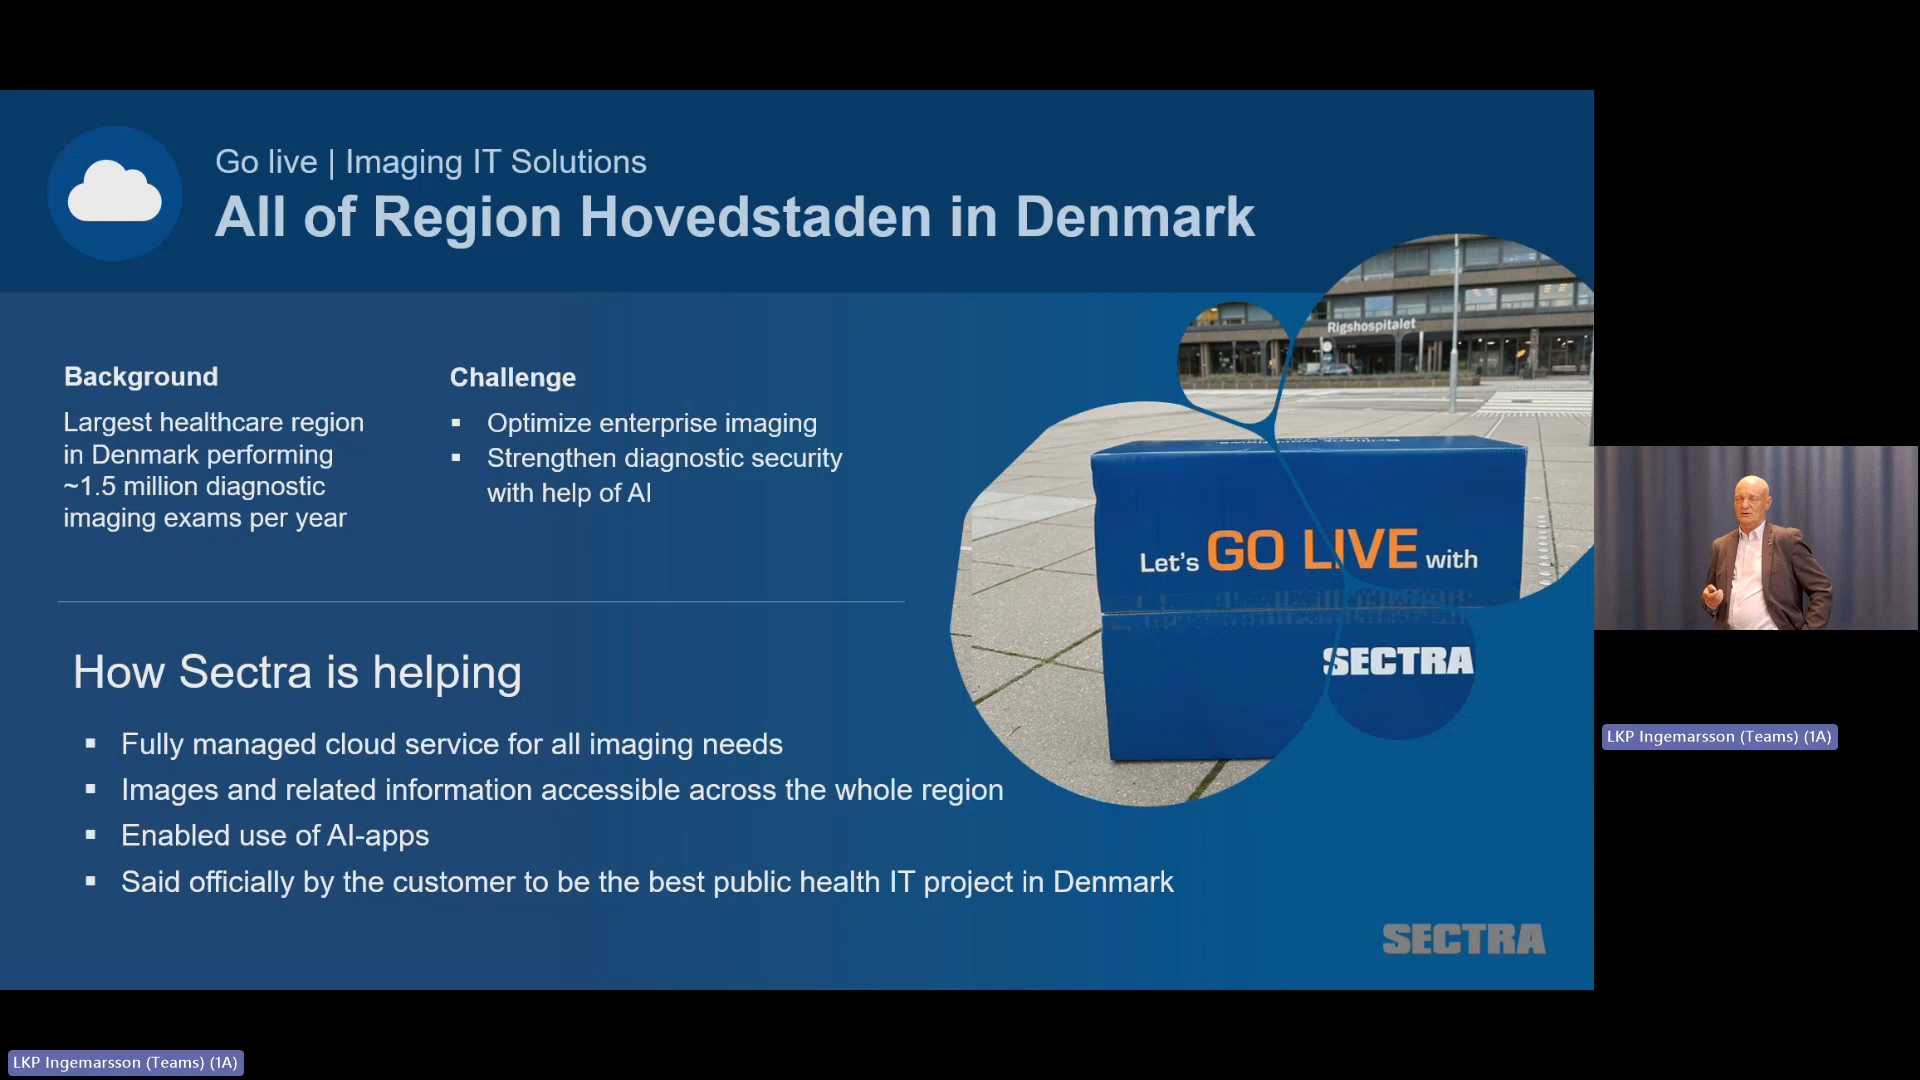 Go live | Imaging IT Solutions
All of Region Hovedstaden in Denmark
Background
Largest healthcare region
in Denmark performing
~1.5 million diagnostic
imaging exams per year
Challenge
▪ Optimize enterprise imaging
▪ Strengthen diagnostic security
with help of AI
Rigshospitalet
Let's GO LIVE with
SECTRA
How Sectra is helping
▪ Fully managed cloud service for all imaging needs
▪ Images and related information accessible across the whole region
▪ Enabled use of AI-apps
▪ Said officially by the customer to be the best public health IT project in Denmark
SECTRA
LKP Ingemarsson (Teams) (1A)
LKP Ingemarsson (Teams) (1A)